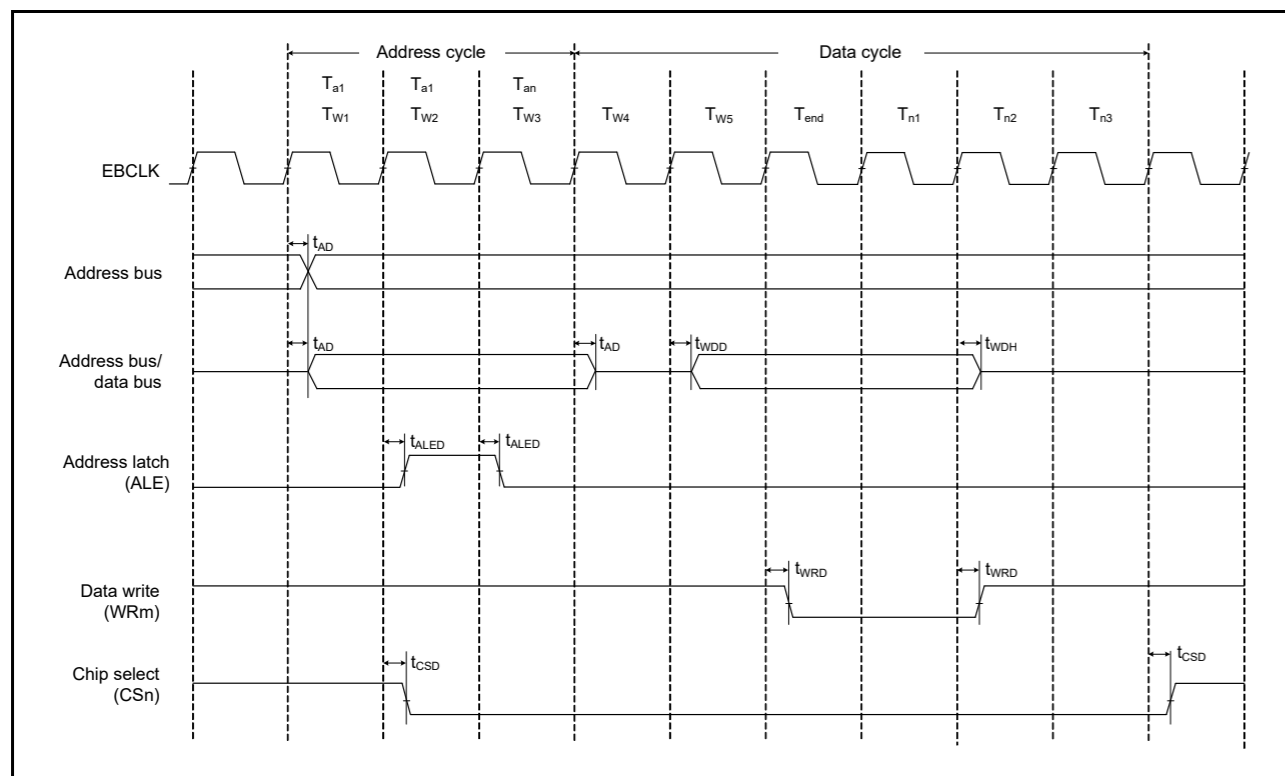 Address cycle Data cycle
Ta1 Ta1 Tan
TW1 TW2 TW3 TW4 TW5 Tend Tn1 Tn2 Tn3
EBCLK
tAD
Address bus
tAD tAD tWDD tWDH
Address bus/
data bus
tALED tALED
Address latch
(ALE)
tWRD tWRD
Data write
(WRm)
tCSD tCSD
Chip select
(CSn)